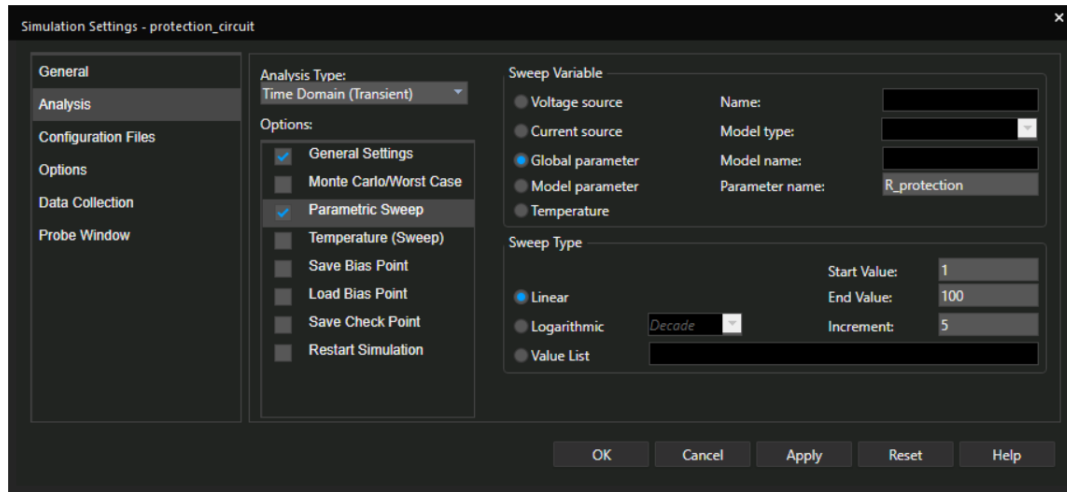 Simulation Settings - protection_circuit
×
General
Analysis
Configuration Files
Options
Data Collection
Probe Window
Analysis Type:
Time Domain (Transient)
Options:
General Settings
Monte Carlo/Worst Case
Parametric Sweep
Temperature (Sweep)
Save Bias Point
Load Bias Point
Save Check Point
Restart Simulation
Sweep Variable
Voltage source
Name:
Current source
Model type:
Global parameter
Model name:
Model parameter
Parameter name:
R_protection
Temperature
Sweep Type
Start Value:
1
Linear
End Value:
100
Logarithmic
Decade
Increment:
5
Value List
OK
Cancel
Apply
Reset
Help